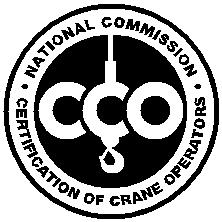 • NATIONAL COMMISSION •
CCO
CERTIFICATION OF CRANE OPERATORS